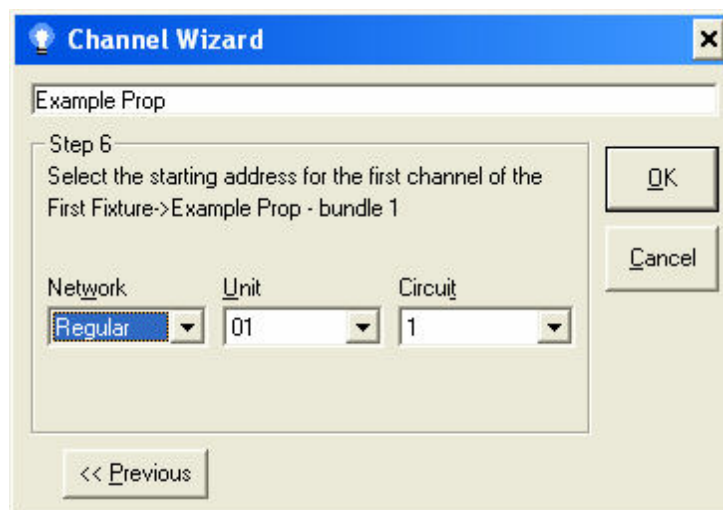 Channel Wizard
Example Prop
Step 6
Select the starting address for the first channel of the
First Fixture->Example Prop - bundle 1
OK
Cancel
Network Unit Circuit
Regular 01 1
<< Previous